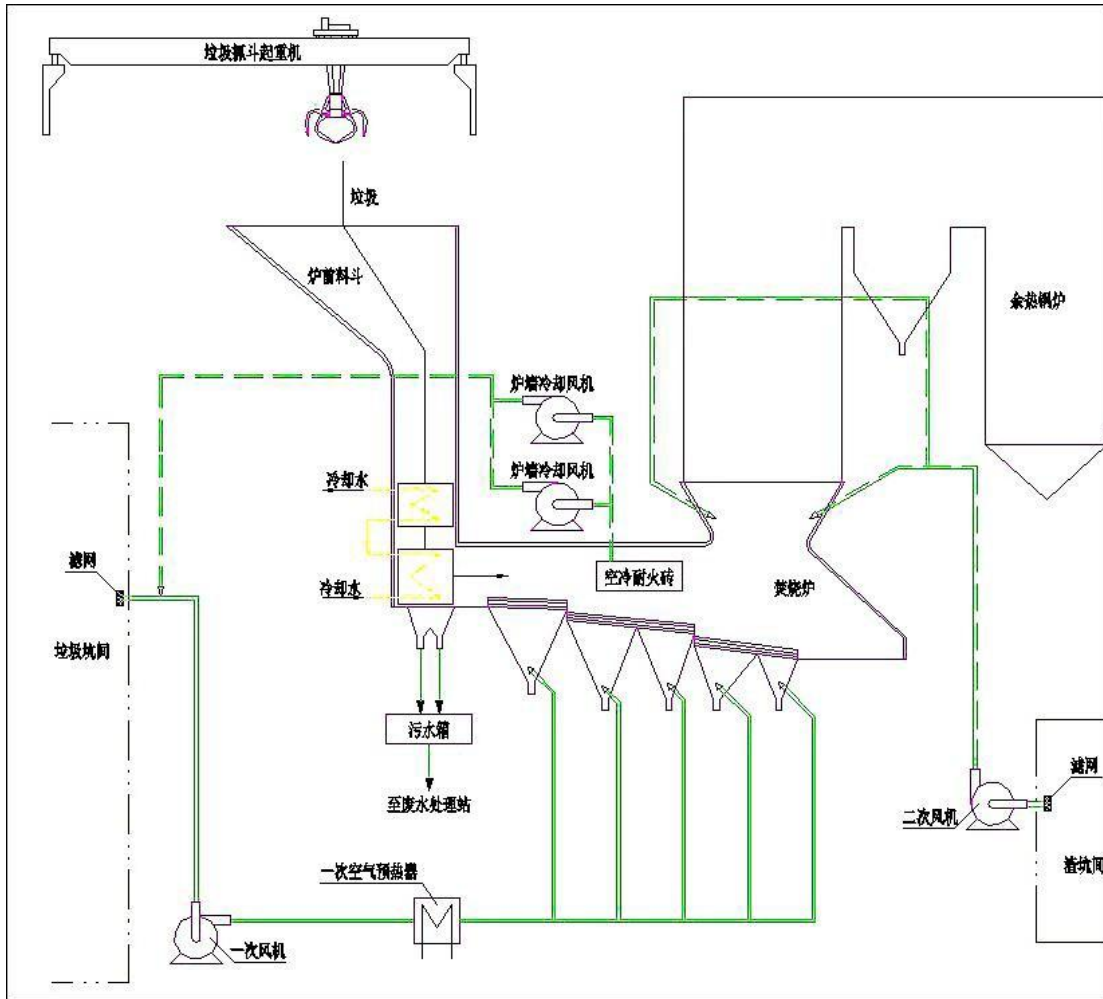 垃圾抓斗起重机
垃圾
炉前料斗
余热锅炉
炉墙冷却风机
冷却水
炉墙冷却风机
滤网
冷却水
空冷耐火砖
焚烧炉
垃圾坑间
污水箱
滤网
至废水处理站
二次风机
一次空气预热器
渣坑间
一次风机